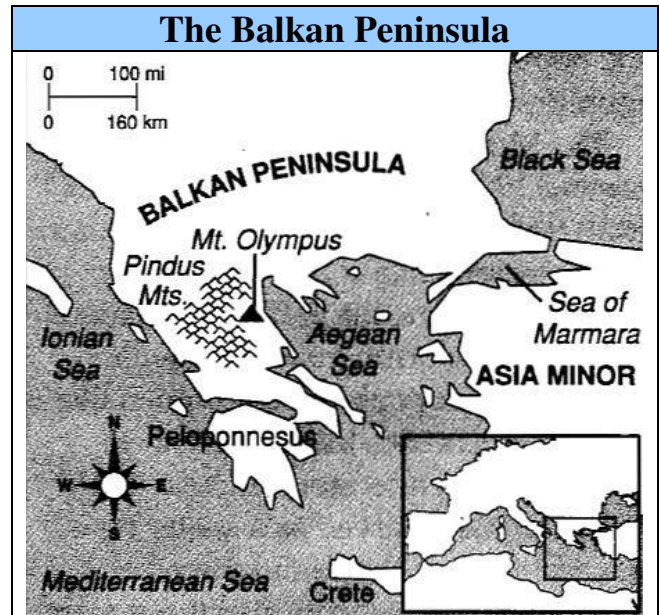 The Balkan Peninsula
0 100 mi
0 160 km
Black Sea
BALKAN PENINSULA
Mt. Olympus
Pindus
Mts.
Ionian
Sea
Aegean
Sea
Sea of
Marmara
ASIA MINOR
Peloponnesus
N
W E
S
Mediterranean Sea
Crete